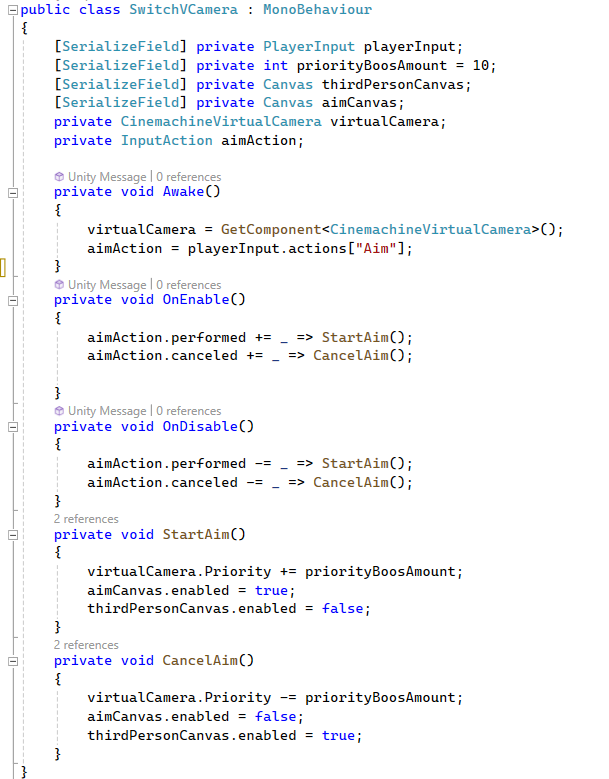 public class SwitchVCamera : MonoBehaviour
{
[SerializeField] private PlayerInput playerInput;
[SerializeField] private int priorityBoosAmount = 10;
[SerializeField] private Canvas thirdPersonCanvas;
[SerializeField] private Canvas aimCanvas;
private CinemachineVirtualCamera virtualCamera;
private InputAction aimAction;
Unity Message | 0 references
private void Awake()
{
virtualCamera = GetComponent<CinemachineVirtualCamera>();
aimAction = playerInput.actions["Aim"];
}
Unity Message | 0 references
private void OnEnable()
{
aimAction.performed += _ => StartAim();
aimAction.canceled += _ => CancelAim();
}
Unity Message | 0 references
private void OnDisable()
{
aimAction.performed -= _ => StartAim();
aimAction.canceled -= _ => CancelAim();
}
2 references
private void StartAim()
{
virtualCamera.Priority += priorityBoosAmount;
aimCanvas.enabled = true;
thirdPersonCanvas.enabled = false;
}
2 references
private void CancelAim()
{
virtualCamera.Priority -= priorityBoosAmount;
aimCanvas.enabled = false;
thirdPersonCanvas.enabled = true;
}
}